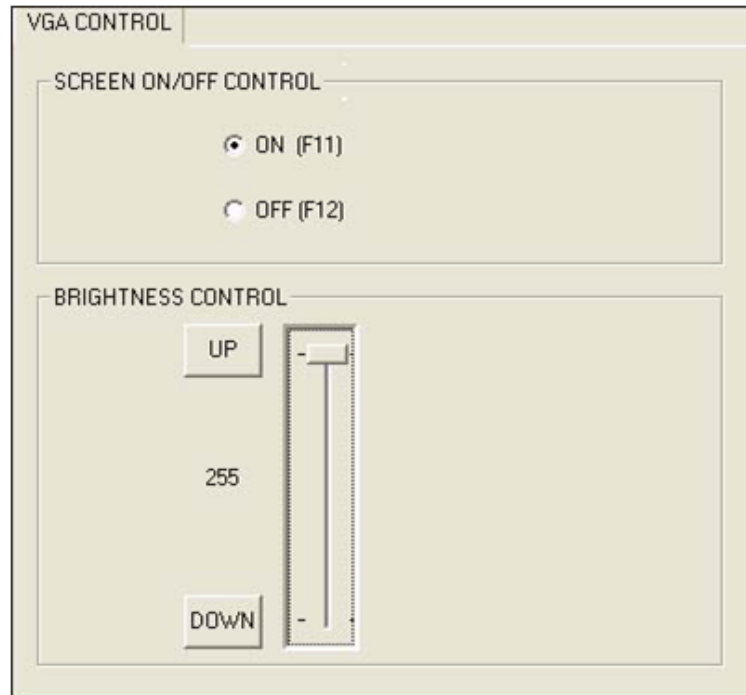 VGA CONTROL
SCREEN ON/OFF CONTROL
ON (F11)
OFF (F12)
BRIGHTNESS CONTROL
UP
255
DOWN